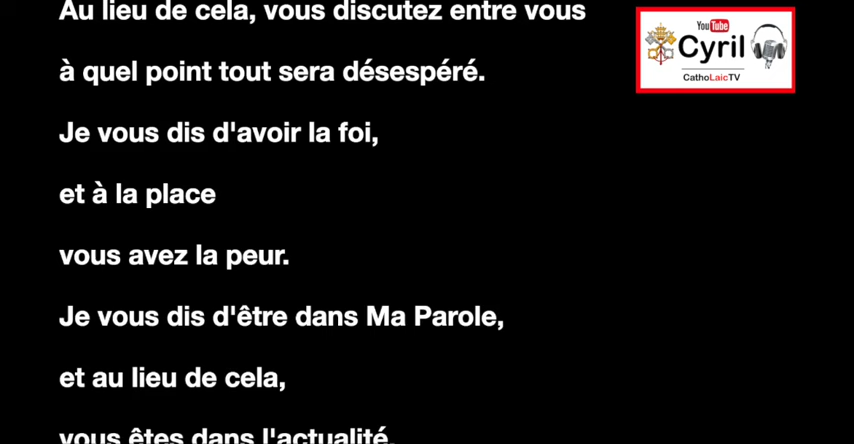 Au lieu de cela, vous discutez entre vous
à quel point tout sera désespéré.
Je vous dis d'avoir la foi,
et à la place
vous avez la peur.
Je vous dis d'être dans Ma Parole,
et au lieu de cela,
vous êtes dans l'actualité.
YouTube
Cyril
CathoLaicTV